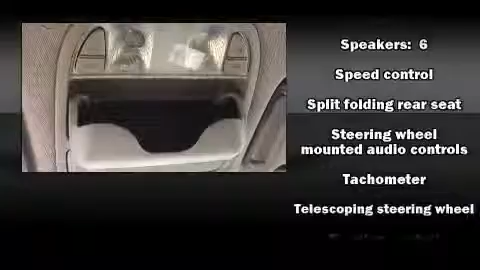 Speakers: 6
Speed control
Split folding rear seat
Steering wheel
mounted audio controls
Tachometer
Telescoping steering wheel